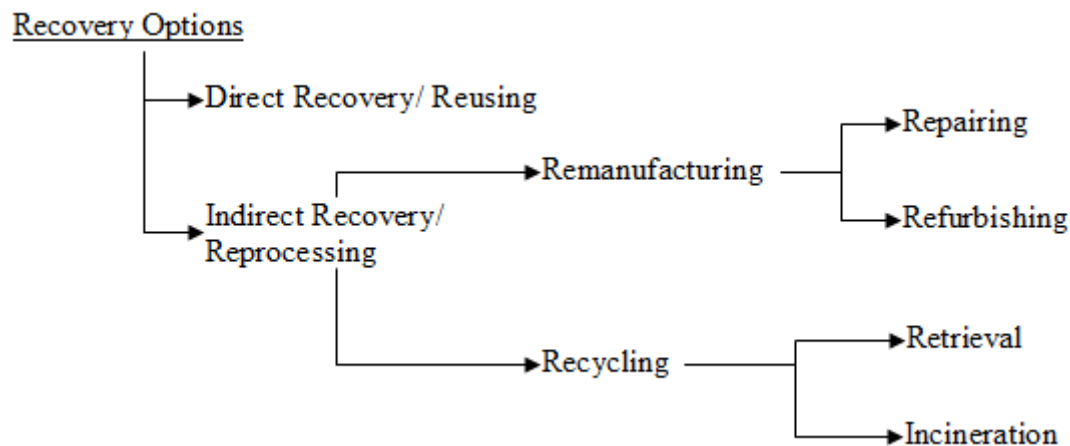 Recovery Options
Direct Recovery/ Reusing
Repairing
Remanufacturing
Refurbishing
Indirect Recovery/
Reprocessing
Retrieval
Recycling
Incineration